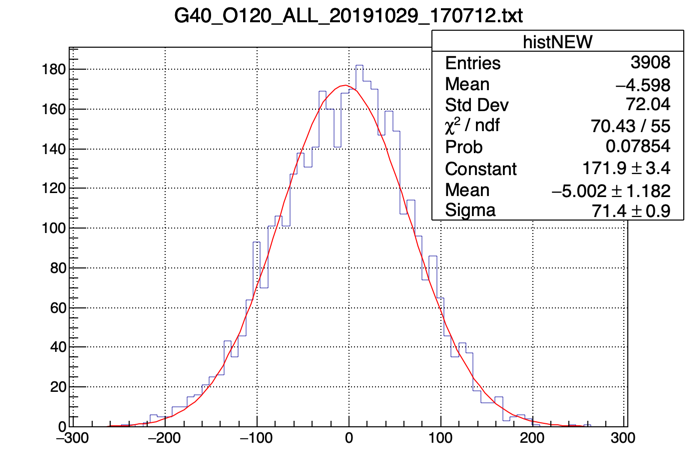 G40_O120_ALL_20191029_170712.txt
histNEW
Entries 3908
Mean −4.598
Std Dev 72.04
χ² / ndf 70.43 / 55
Prob 0.07854
Constant 171.9 ± 3.4
Mean −5.002 ± 1.182
Sigma 71.4 ± 0.9
180
160
140
120
100
80
60
40
20
0
−300 −200 −100 0 100 200 300